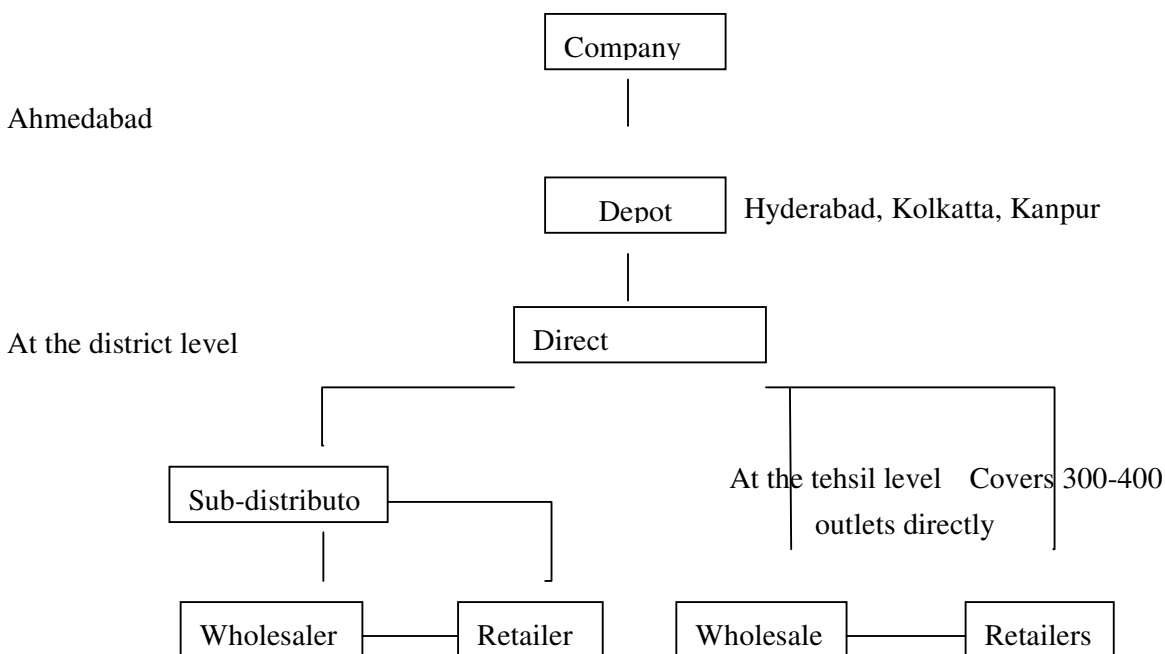 Company
Ahmedabad
Depot
Hyderabad, Kolkatta, Kanpur
At the district level
Direct
At the tehsil level Covers 300-400
outlets directly
Sub-distributo
Wholesaler
Retailer
Wholesale
Retailers